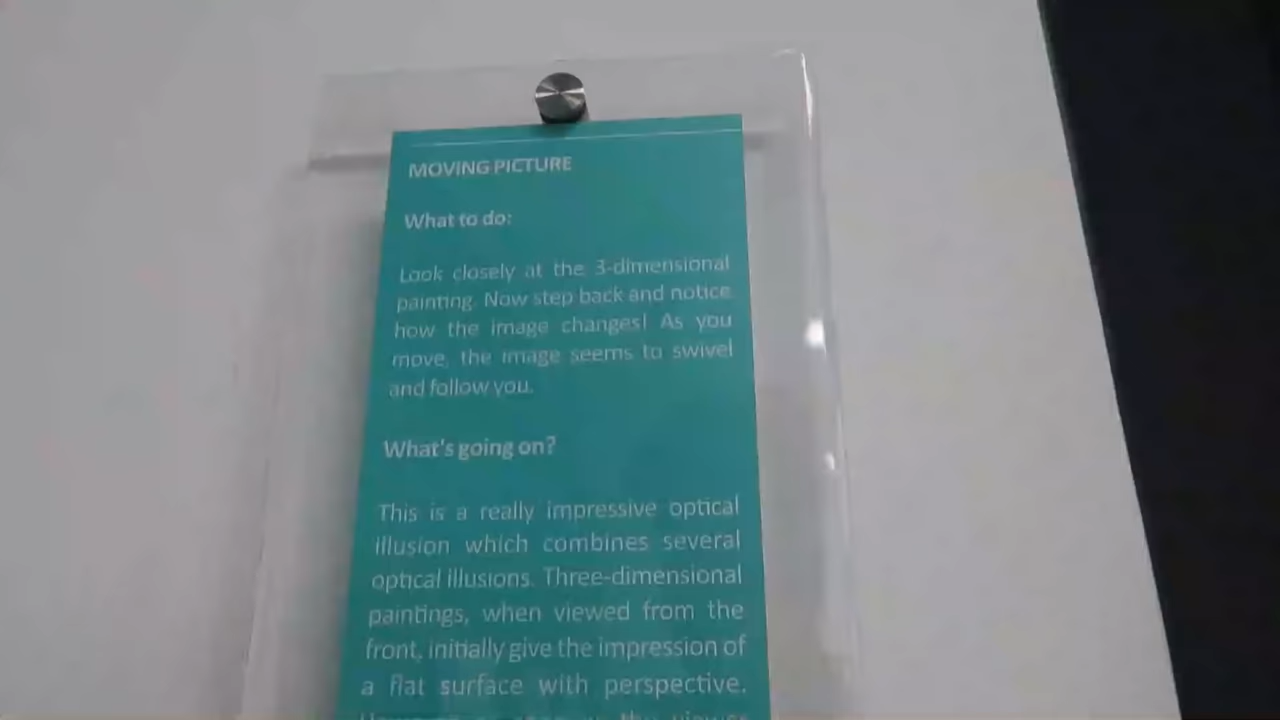 MOVING PICTURE
What to do:
Look closely at the 3-dimensional
painting. Now step back and notice
how the image changes! As you
move, the image seems to swivel
and follow you.
What's going on?
This is a really impressive optical
illusion which combines several
optical illusions. Three-dimensional
paintings, when viewed from the
front, initially give the impression of
a flat surface with perspective.
the viewer